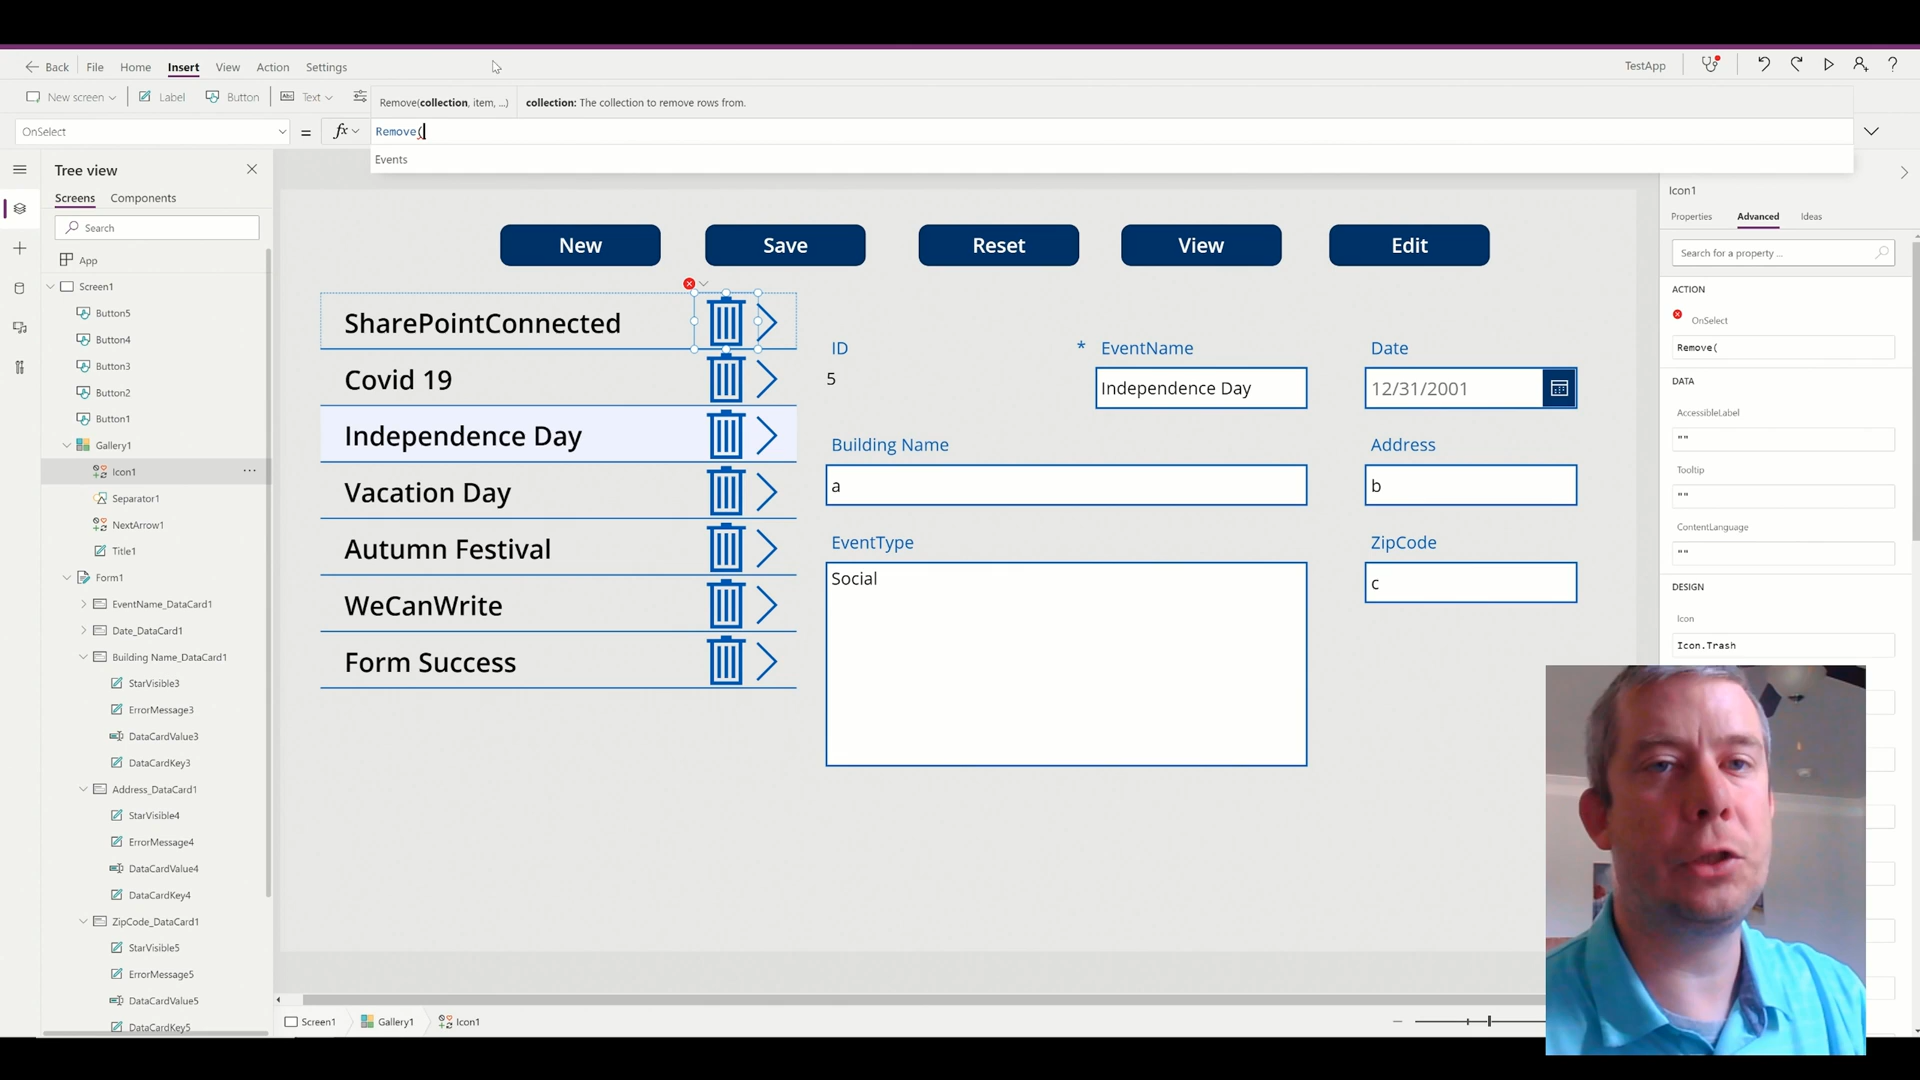 Back File Home Insert View Action Settings
TestApp
New screen Label Button Text
Remove(collection, item, ...) collection: The collection to remove rows from.
OnSelect = fx Remove(
Events
Tree view
Screens Components
Search
App
Screen1
Button5
Button4
Button3
Button2
Button1
Gallery1
Icon1 ...
Separator1
NextArrow1
Title1
Form1
EventName_DataCard1
Date_DataCard1
Building Name_DataCard1
StarVisible3
ErrorMessage3
DataCardValue3
DataCardKey3
Address_DataCard1
StarVisible4
ErrorMessage4
DataCardValue4
DataCardKey4
ZipCode_DataCard1
StarVisible5
ErrorMessage5
DataCardValue5
DataCardKey5
New Save Reset View Edit
SharePointConnected
Covid 19
Independence Day
Vacation Day
Autumn Festival
WeCanWrite
Form Success
ID * EventName Date
5 Independence Day 12/31/2001
Building Name Address
a b
EventType ZipCode
Social c
Icon1
Properties Advanced Ideas
Search for a property ...
ACTION
OnSelect
Remove(
DATA
AccessibleLabel
""
Tooltip
""
ContentLanguage
""
DESIGN
Icon
Icon.Trash
Screen1 Gallery1 Icon1